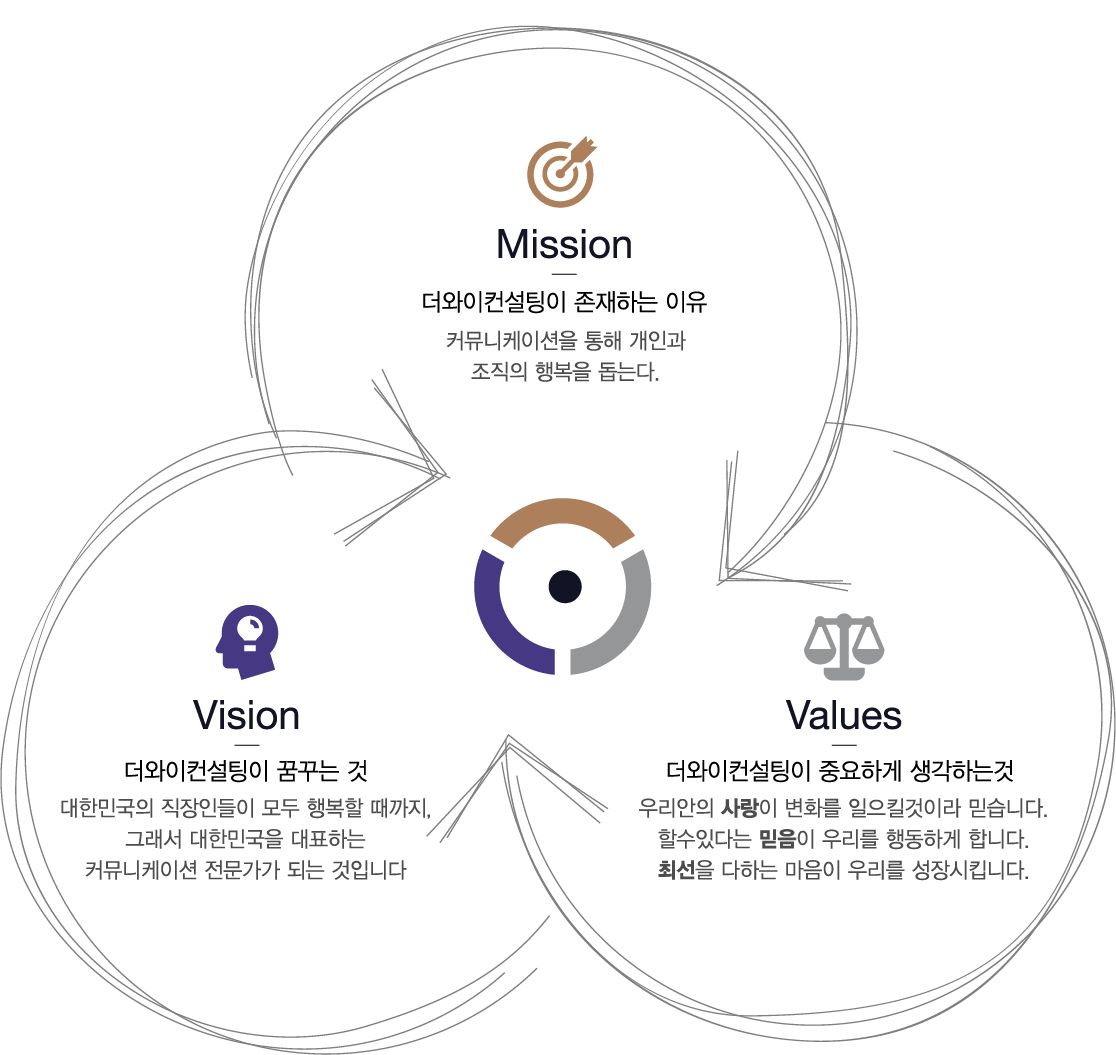 Mission
더와이컨설팅이 존재하는 이유
커뮤니케이션을 통해 개인과
조직의 행복을 돕는다.
Vision
더와이컨설팅이 꿈꾸는 것
대한민국의 직장인들이 모두 행복할 때까지,
그래서 대한민국을 대표하는
커뮤니케이션 전문가가 되는 것입니다
Values
더와이컨설팅이 중요하게 생각하는것
우리안의 사랑이 변화를 일으킬것이라 믿습니다.
할수있다는 믿음이 우리를 행동하게 합니다.
최선을 다하는 마음이 우리를 성장시킵니다.